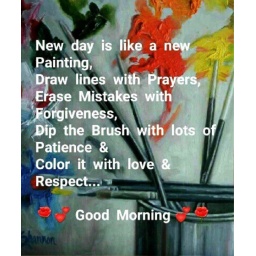 New day is like a new
Painting,
Draw lines with Prayers,
Erase Mistakes with
Forgiveness,
Dip the Brush with lots of
Patience &
Color it with love &
Respect...
☕💕 Good Morning 💕☕
Shannon